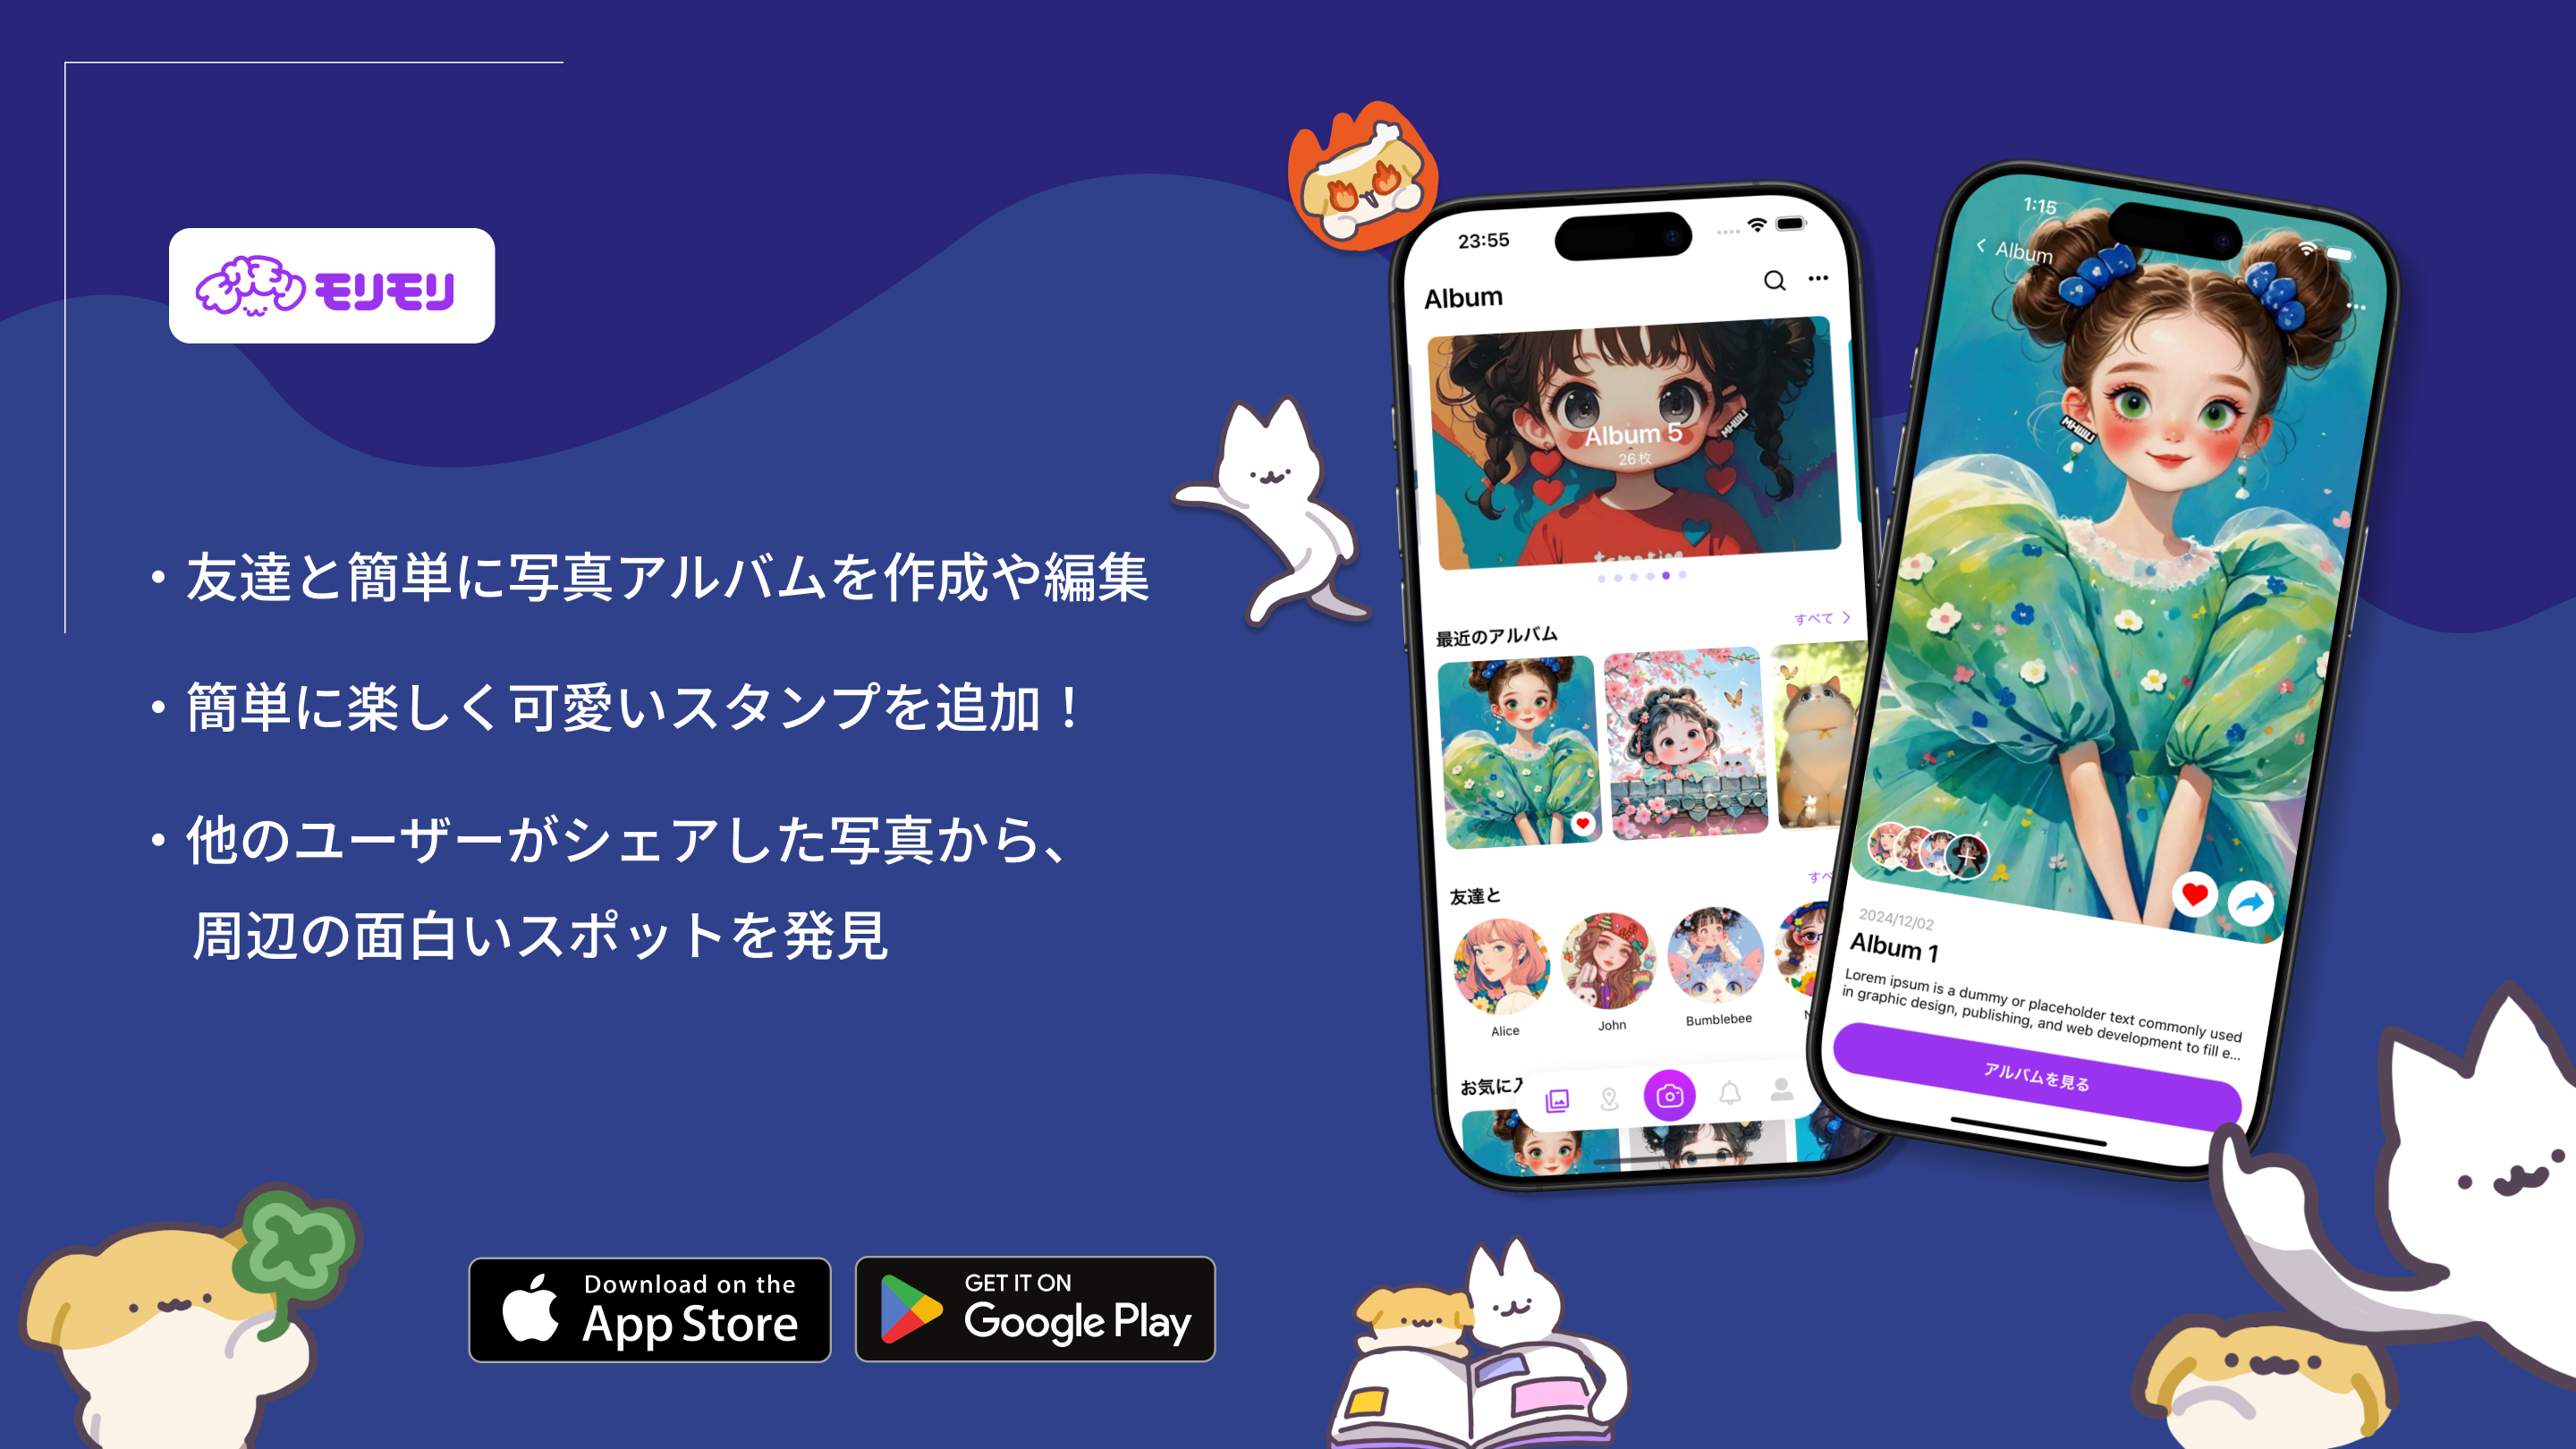 モリモリ
・友達と簡単に写真アルバムを作成や編集
・簡単に楽しく可愛いスタンプを追加！
・他のユーザーがシェアした写真から、
周辺の面白いスポットを発見
Download on the
App Store
GET IT ON
Google Play
23:55
Album
Album 5
26枚
最近のアルバム
すべて
友達と
すべ
Alice
John
Bumblebee
N
お気に入
1:15
Album
2024/12/02
Album 1
Lorem ipsum is a dummy or placeholder text commonly used
in graphic design, publishing, and web development to fill e...
アルバムを見る